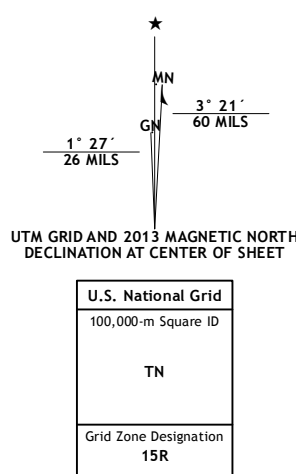 ★
MN
3° 21´
60 MILS
GN
1° 27´
26 MILS
UTM GRID AND 2013 MAGNETIC NORTH
DECLINATION AT CENTER OF SHEET
U.S. National Grid
100,000-m Square ID
TN
Grid Zone Designation
15R